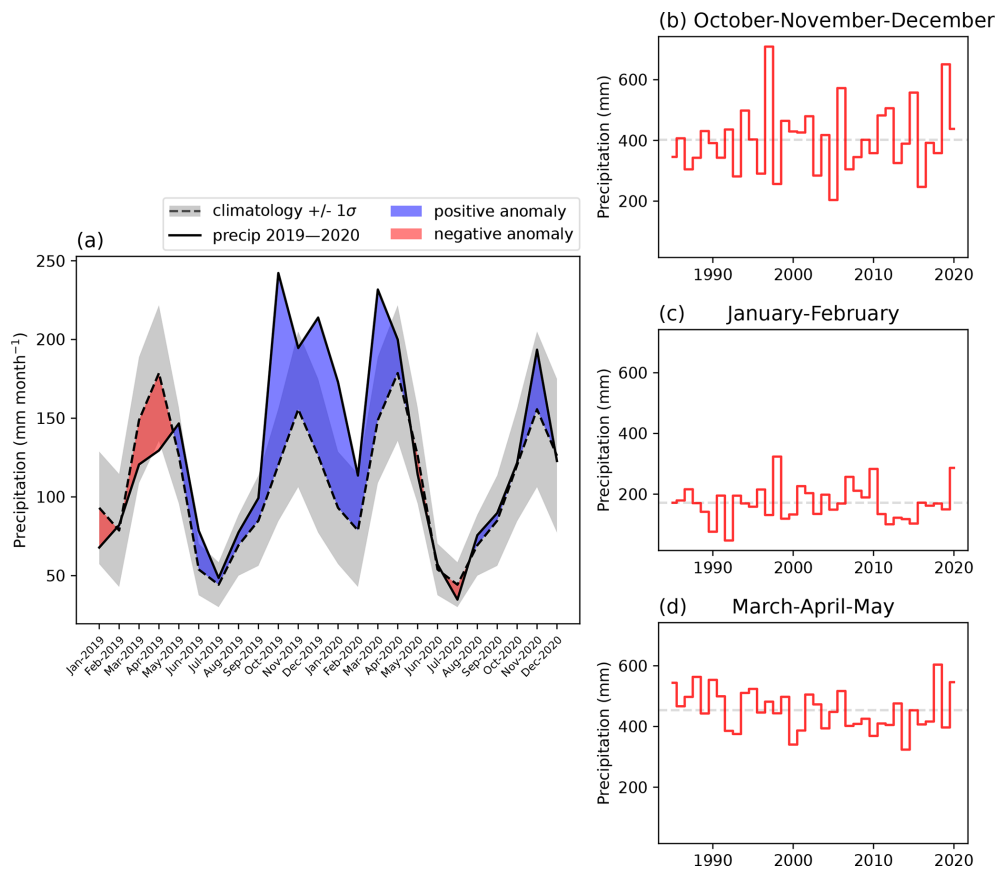 (a)
climatology +/- 1σ
precip 2019—2020
positive anomaly
negative anomaly
Precipitation (mm month⁻¹)
250
200
150
100
50
Jan-2019
Feb-2019
Mar-2019
Apr-2019
May-2019
Jun-2019
Jul-2019
Aug-2019
Sep-2019
Oct-2019
Nov-2019
Dec-2019
Jan-2020
Feb-2020
Mar-2020
Apr-2020
May-2020
Jun-2020
Jul-2020
Aug-2020
Sep-2020
Oct-2020
Nov-2020
Dec-2020
(b) October-November-December
Precipitation (mm)
600
400
200
1990 2000 2010 2020
(c) January-February
Precipitation (mm)
600
400
200
1990 2000 2010 2020
(d) March-April-May
Precipitation (mm)
600
400
200
1990 2000 2010 2020